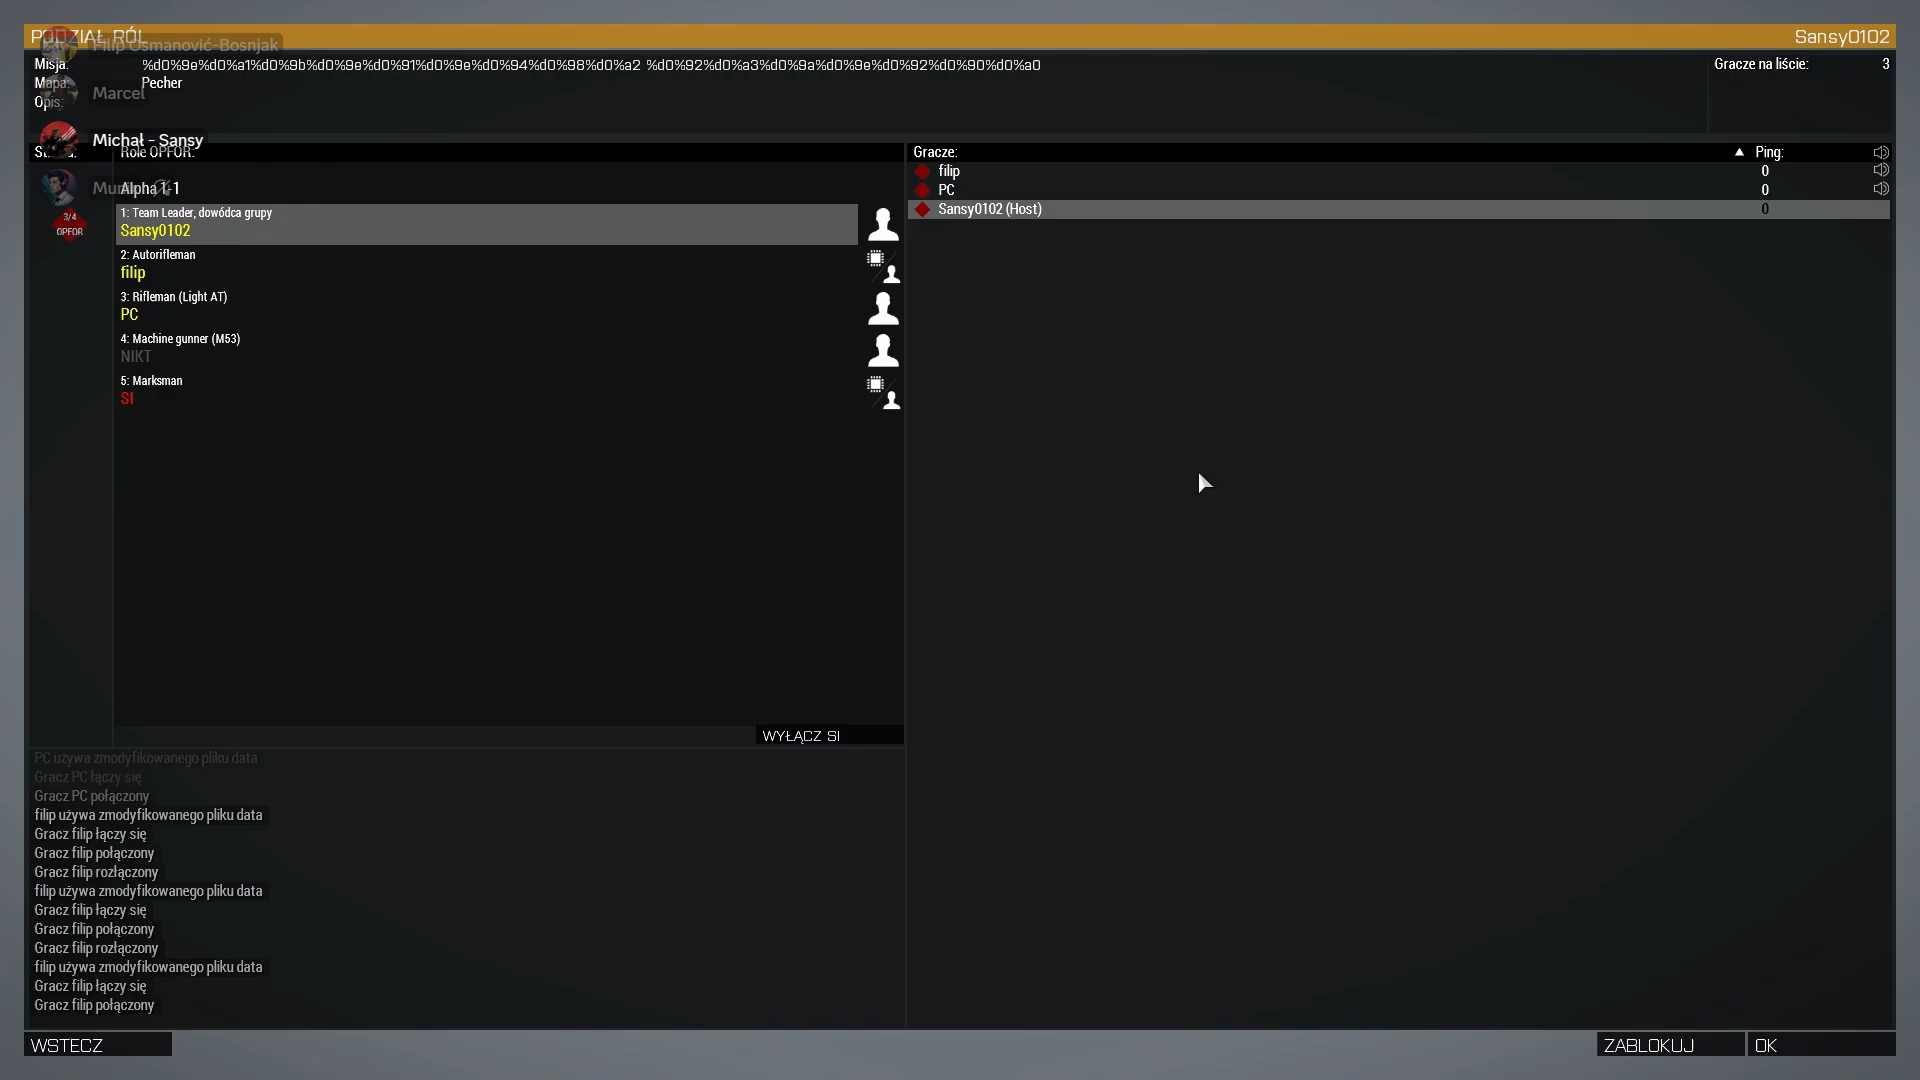 PODZIAŁ RÓL
Sansy0102
Filip Osmanović-Bosnjak
Misja:
%d0%9e%d0%a1%d0%9b%d0%9e%d0%91%d0%9e%d0%94%d0%98%d0%a2 %d0%92%d0%a3%d0%9a%d0%9e%d0%92%d0%90%d0%a0
Gracze na liście:
3
Mapa:
Pecher
Marcel
Opis:
Michał - Sansy
Role OPFOR:
Gracze:
Ping:
filip
0
PC
0
Sansy0102 (Host)
0
Alpha 1-1
3/4
OPFOR
1: Team Leader, dowódca grupy
Sansy0102
2: Autorifleman
filip
3: Rifleman (Light AT)
PC
4: Machine gunner (M53)
NIKT
5: Marksman
SI
WYŁĄCZ SI
PC używa zmodyfikowanego pliku data
Gracz PC łączy się
Gracz PC połączony
filip używa zmodyfikowanego pliku data
Gracz filip łączy się
Gracz filip połączony
Gracz filip rozłączony
filip używa zmodyfikowanego pliku data
Gracz filip łączy się
Gracz filip połączony
Gracz filip rozłączony
filip używa zmodyfikowanego pliku data
Gracz filip łączy się
Gracz filip połączony
WSTECZ
ZABLOKUJ
OK